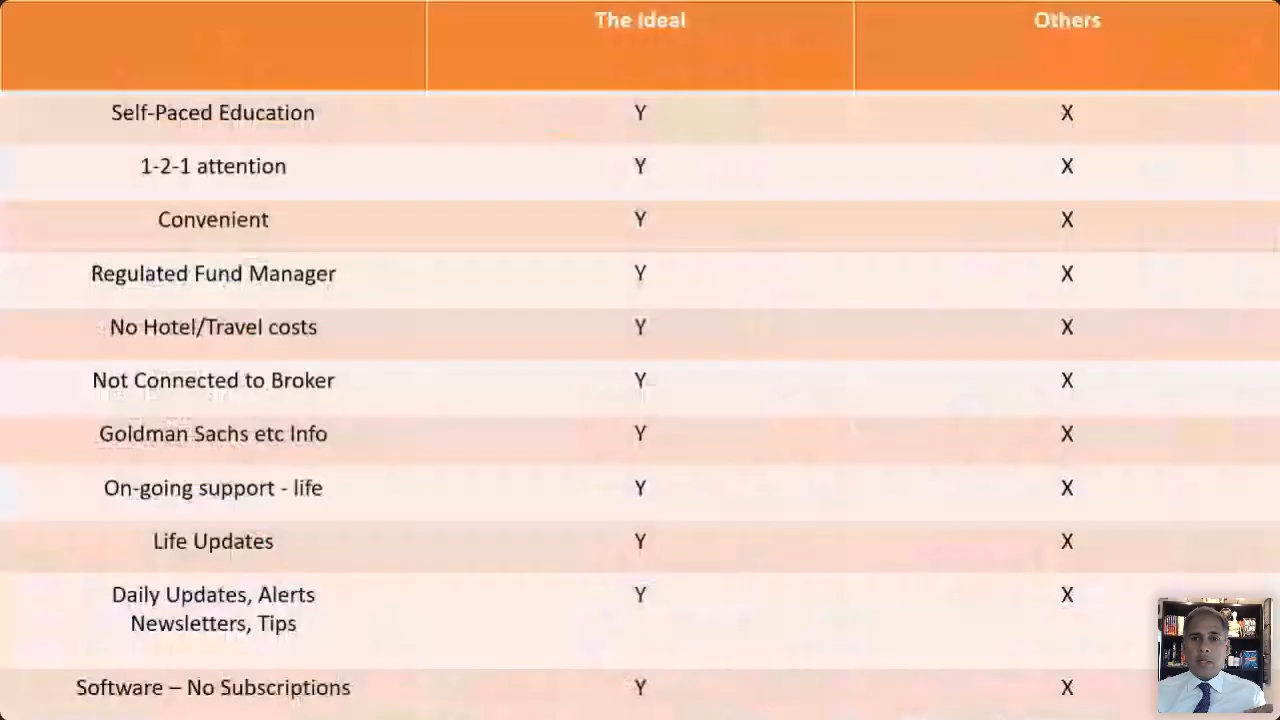 The Ideal Others
Self-Paced Education Y X
1-2-1 attention Y X
Convenient Y X
Regulated Fund Manager Y X
No Hotel/Travel costs Y X
Not Connected to Broker Y X
Goldman Sachs etc Info Y X
On-going support - life Y X
Life Updates Y X
Daily Updates, Alerts Y X
Newsletters, Tips
Software – No Subscriptions Y X